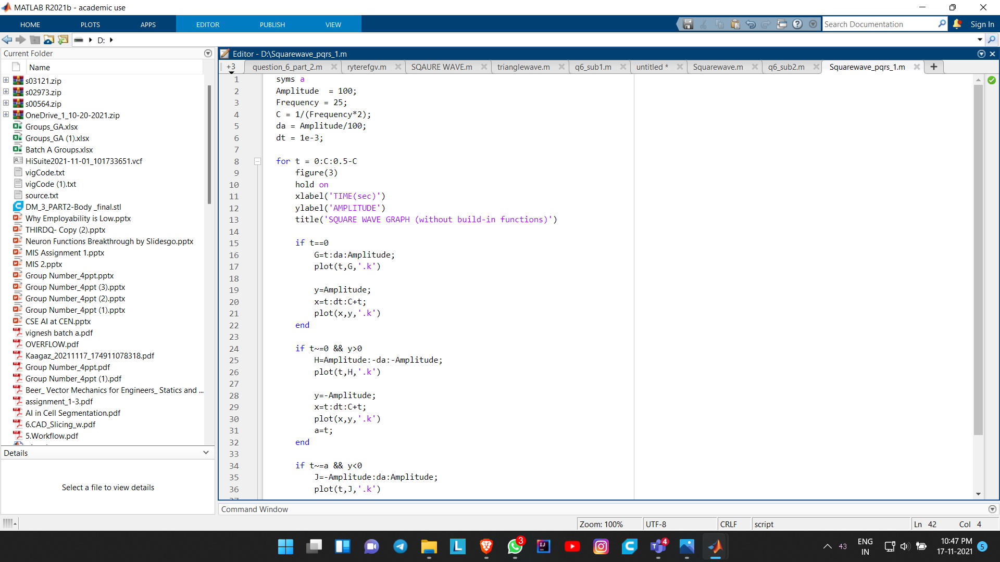 MATLAB R2021b - academic use
HOME PLOTS APPS EDITOR PUBLISH VIEW Search Documentation Sign In
D:
Current Folder
Name
s03121.zip
s02973.zip
s00564.zip
OneDrive_1_10-20-2021.zip
Groups_GA.xlsx
Groups_GA (1).xlsx
Batch A Groups.xlsx
HiSuite2021-11-01_101733651.vcf
vigCode.txt
vigCode (1).txt
source.txt
DM_3_PART2-Body _final.stl
Why Employability is Low.pptx
THIRDQ- Copy (2).pptx
Neuron Functions Breakthrough by Slidesgo.pptx
MIS Assignment 1.pptx
MIS 2.pptx
Group Number_4ppt.pptx
Group Number_4ppt (3).pptx
Group Number_4ppt (2).pptx
Group Number_4ppt (1).pptx
CSE AI at CEN.pptx
vignesh batch a.pdf
OVERFLOW.pdf
Kaagaz_20211117_174911078318.pdf
Group Number_4ppt.pdf
Group Number_4ppt (1).pdf
Beer_ Vector Mechanics for Engineers_ Statics and ...
assignment_1-3.pdf
AI in Cell Segmentation.pdf
6.CAD_Slicing_w.pdf
5.Workflow.pdf
Details
Select a file to view details
Editor - D:\Squarewave_pqrs_1.m
+3 question_6_part_2.m ryterefgv.m SQAURE WAVE.m trianglewave.m q6_sub1.m untitled * Squarewave.m q6_sub2.m Squarewave_pqrs_1.m
1 syms a
2 Amplitude  = 100;
3 Frequency = 25;
4 C = 1/(Frequency*2);
5 da = Amplitude/100;
6 dt = 1e-3;
7
8 for t = 0:C:0.5-C
9 figure(3)
10 hold on
11 xlabel('TIME(sec)')
12 ylabel('AMPLITUDE')
13 title('SQUARE WAVE GRAPH (without build-in functions)')
14
15 if t==0
16 G=t:da:Amplitude;
17 plot(t,G,'.k')
18
19 y=Amplitude;
20 x=t:dt:C+t;
21 plot(x,y,'.k')
22 end
23
24 if t~=0 && y>0
25 H=Amplitude:-da:-Amplitude;
26 plot(t,H,'.k')
27
28 y=-Amplitude;
29 x=t:dt:C+t;
30 plot(x,y,'.k')
31 a=t;
32 end
33
34 if t~=a && y<0
35 J=-Amplitude:da:Amplitude;
36 plot(t,J,'.k')
Command Window
Zoom: 100% UTF-8 CRLF script Ln 42 Col 4
3 4 43 ENG IN 10:47 PM 17-11-2021 5